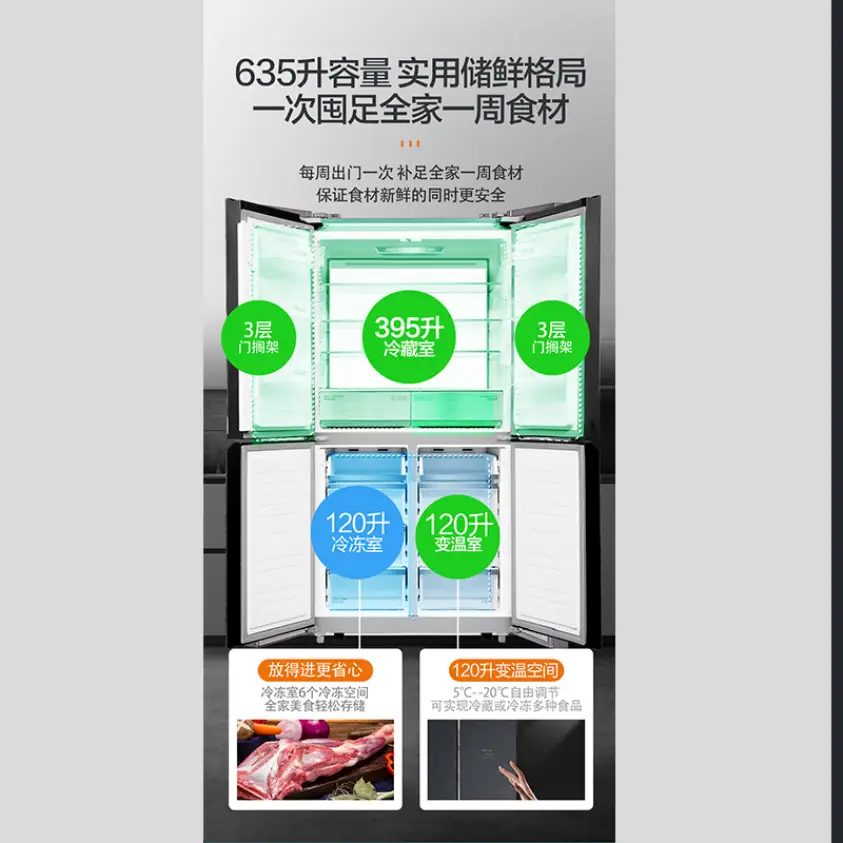 635升容量 实用储鲜格局
一次囤足全家一周食材
每周出门一次 补足全家一周食材
保证食材新鲜的同时更安全
3层
门搁架
395升
冷藏室
3层
门搁架
120升
冷冻室
120升
变温室
放得进更省心
冷冻室6个冷冻空间
全家美食轻松存储
120升变温空间
5℃--20℃自由调节
可实现冷藏或冷冻多种食品